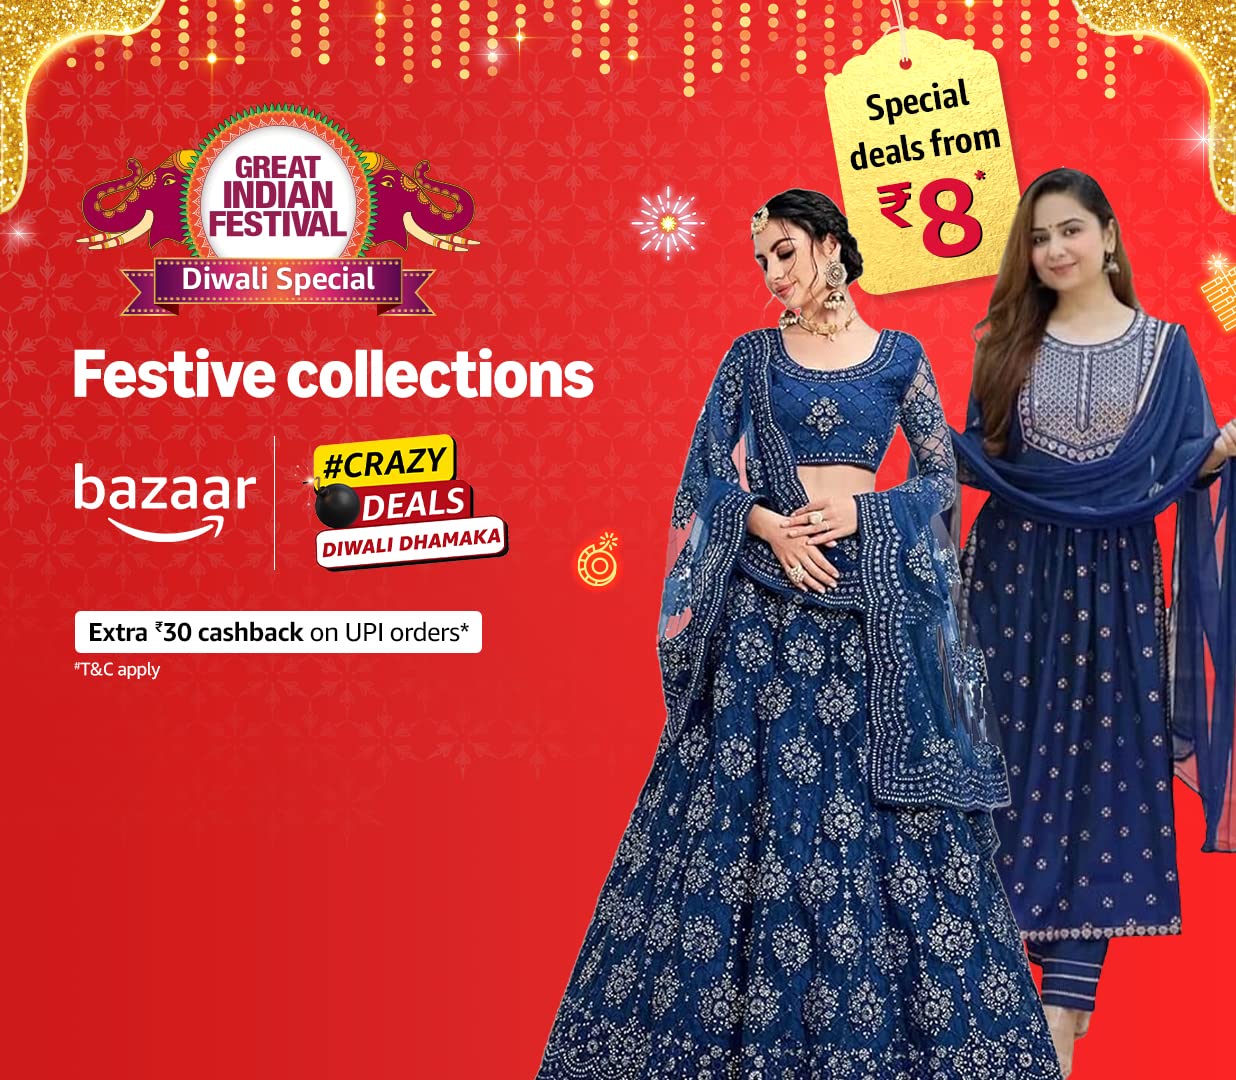 GREAT
INDIAN
FESTIVAL
Diwali Special
Special
deals from
₹8*
Festive collections
bazaar
#CRAZY
DEALS
DIWALI DHAMAKA
Extra ₹30 cashback on UPI orders*
#T&C apply